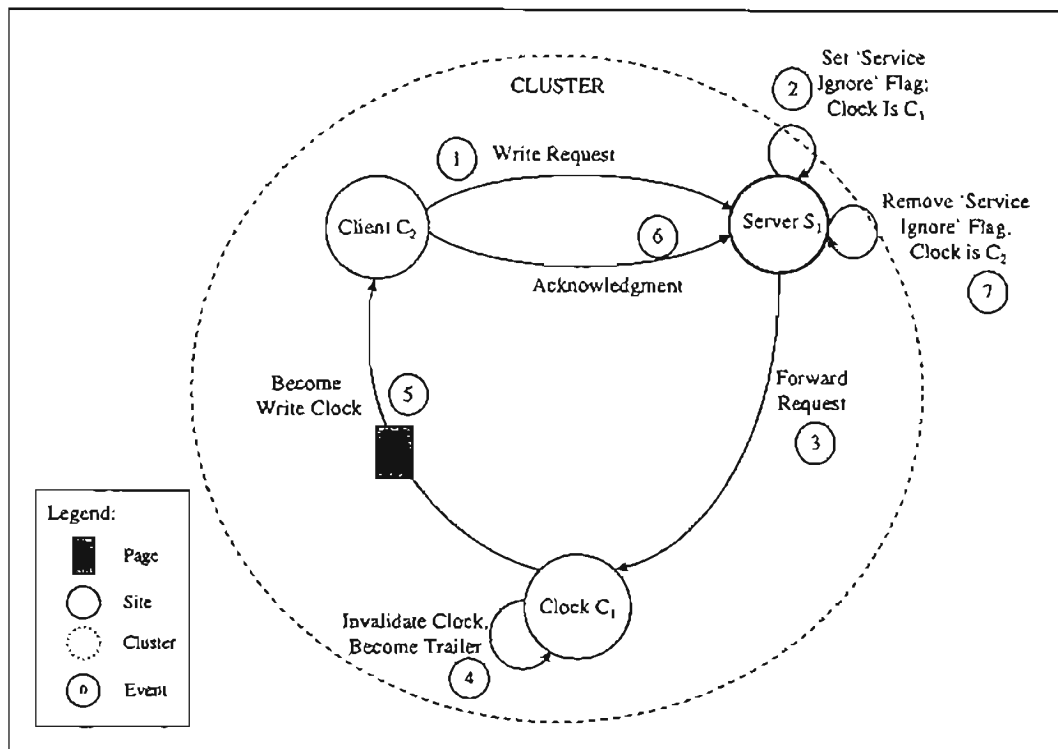 CLUSTER
2
Set 'Service
Ignore' Flag;
Clock Is C1
1
Write Request
Client C2
Server S1
6
Acknowledgment
Remove 'Service
Ignore' Flag.
Clock is C2
7
Become
Write Clock
5
Forward
Request
3
Clock C1
Invalidate Clock,
Become Trailer
4
Legend:
Page
Site
Cluster
0 Event